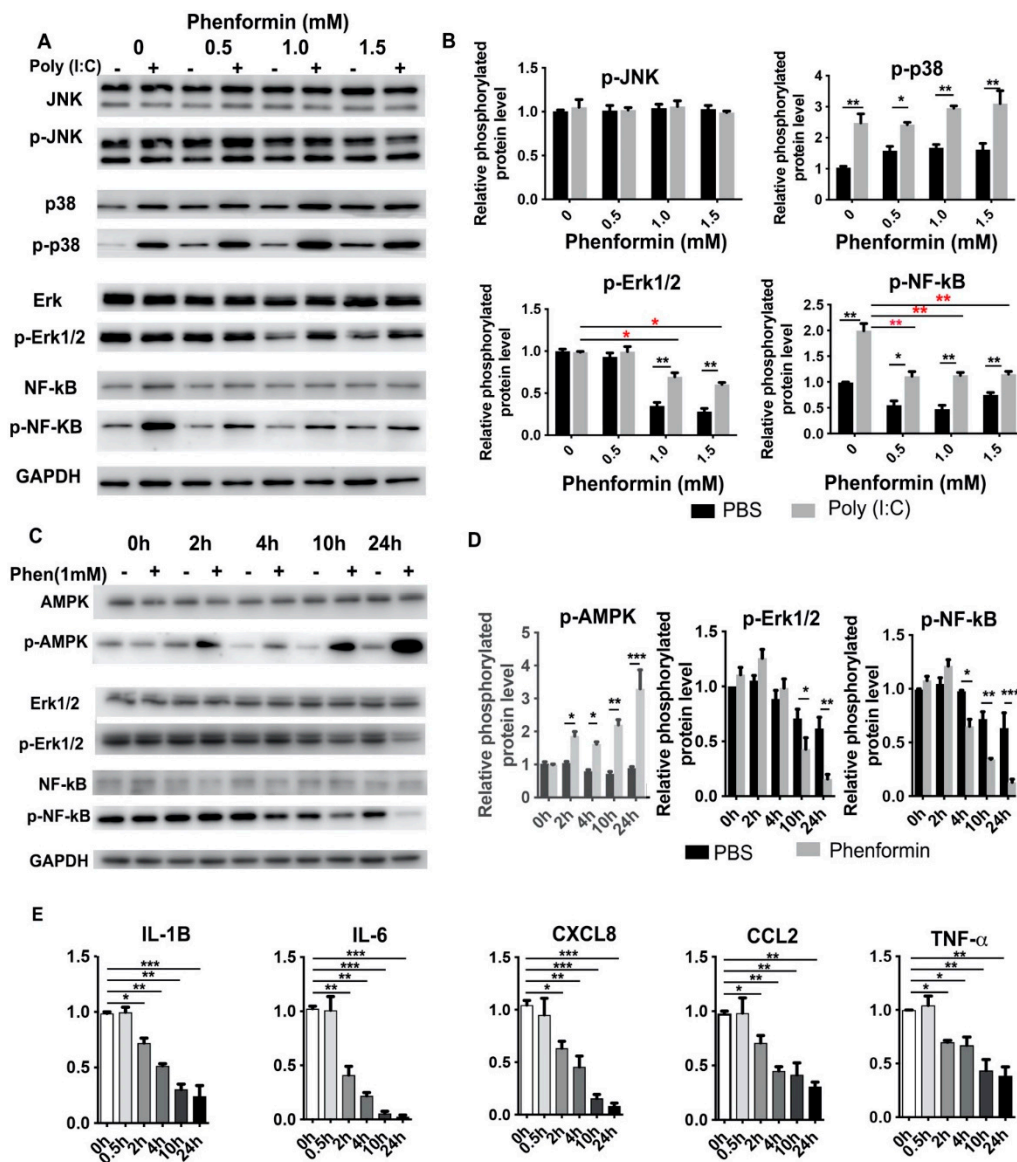 Phenformin (mM)
A
0 0.5 1.0 1.5
Poly (I:C) - + - + - + - +
JNK
p-JNK
p38
p-p38
Erk
p-Erk1/2
NF-kB
p-NF-KB
GAPDH
B
p-JNK
Relative phosphorylated
protein level
1.5
1.0
0.5
0.0
0 0.5 1.0 1.5
Phenformin (mM)
p-p38
Relative phosphorylated
protein level
4
3
2
1
0
** * ** **
0 0.5 1.0 1.5
Phenformin (mM)
p-Erk1/2
Relative phosphorylated
protein level
1.5
1.0
0.5
0.0
*
*
** **
0 0.5 1.0 1.5
Phenformin (mM)
p-NF-kB
Relative phosphorylated
protein level
2.5
2.0
1.5
1.0
0.5
0.0
**
**
**
** * ** **
0 0.5 1.0 1.5
Phenformin (mM)
PBS Poly (I:C)
C
0h 2h 4h 10h 24h
Phen(1mM) - + - + - + - + - +
AMPK
p-AMPK
Erk1/2
p-Erk1/2
NF-kB
p-NF-kB
GAPDH
D
p-AMPK
Relative phosphorylated
protein level
5
4
3
2
1
0
* * ** ***
0h 2h 4h 10h 24h
p-Erk1/2
Relative phosphorylated
protein level
1.5
1.0
0.5
0.0
* **
0h 2h 4h 10h 24h
p-NF-kB
Relative phosphorylated
protein level
1.5
1.0
0.5
0.0
* ** ***
0h 2h 4h 10h 24h
PBS Phenformin
E
IL-1B
1.5
1.0
0.5
0.0
***
**
**
*
0h 0.5h 2h 4h 10h 24h
IL-6
1.5
1.0
0.5
0.0
***
***
**
**
0h 0.5h 2h 4h 10h 24h
CXCL8
1.5
1.0
0.5
0.0
***
***
**
*
0h 0.5h 2h 4h 10h 24h
CCL2
1.5
1.0
0.5
0.0
**
**
**
*
0h 0.5h 2h 4h 10h 24h
TNF-α
1.5
1.0
0.5
0.0
**
**
*
*
0h 0.5h 2h 4h 10h 24h